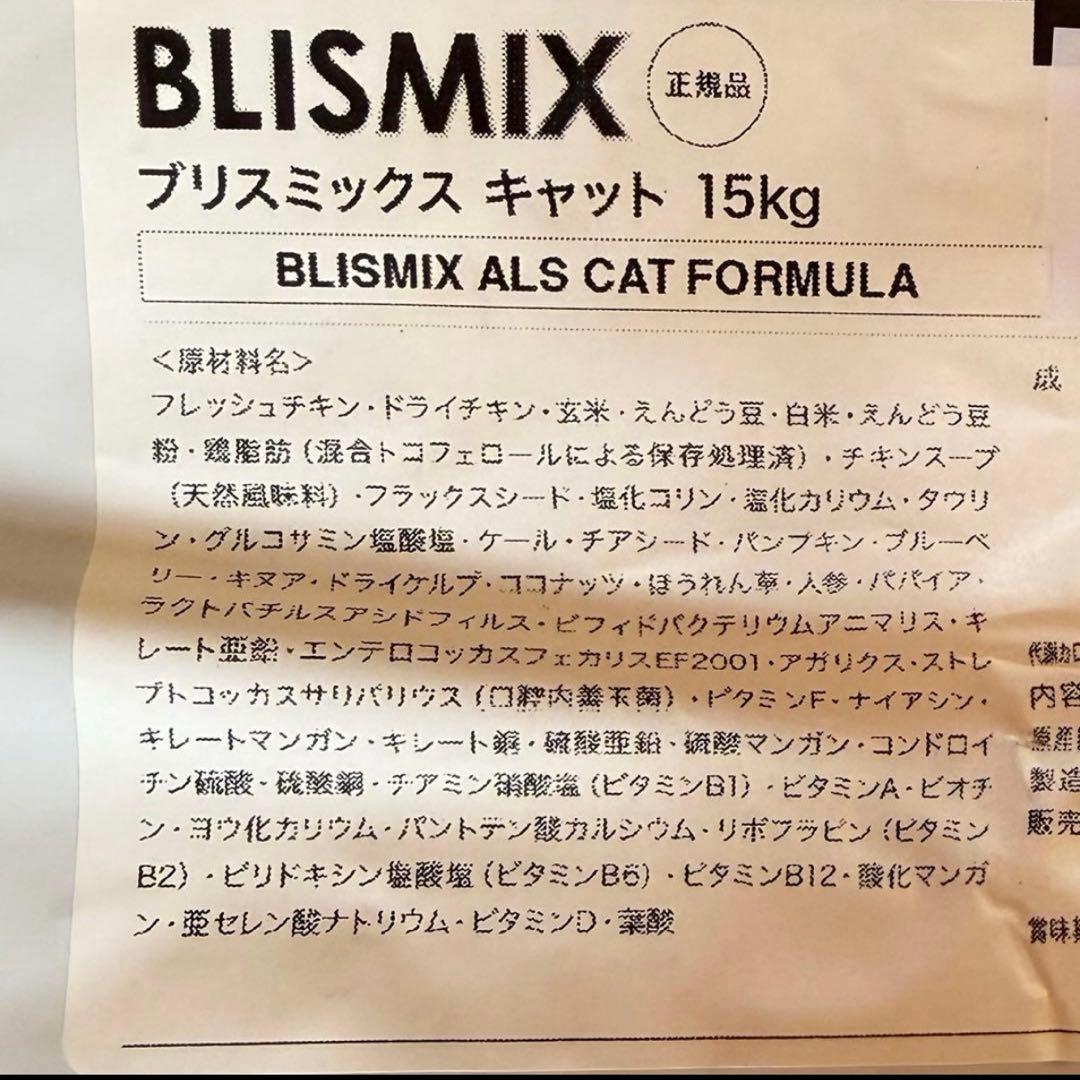 BLISMIX 正規品
ブリスミックス キャット 15kg
BLISMIX ALS CAT FORMULA
<原材料名>
フレッシュチキン・ドライチキン・玄米・えんどう豆・白米・えんどう豆
粉・鶏脂肪(混合トコフェロールによる保存処理済)・チキンスープ
(天然風味料)・フラックスシード・塩化コリン・塩化カリウム・タウリ
ン・グルコサミン塩酸塩・ケール・チアシード・パンプキン・ブルーベ
リー・キヌア・ドライケルプ・ココナッツ・ほうれん草・人参・パパイア・
ラクトバチルスアシドフィルス・ビフィドバクテリウムアニマリス・キ
レート亜鉛・エンテロコッカスフェカリスEF2001・アガリクス・ストレ
プトコッカスサリバリウス(口腔内善玉菌)・ビタミンE・ナイアシン・
キレートマンガン・キレート銅・硫酸亜鉛・硫酸マンガン・コンドロイ
チン硫酸・硫酸銅・チアミン硝酸塩(ビタミンB1)・ビタミンA・ビオチ
ン・ヨウ化カリウム・パントテン酸カルシウム・リボフラビン(ビタミン
B2)・ピリドキシン塩酸塩(ビタミンB6)・ビタミンB12・酸化マンガ
ン・亜セレン酸ナトリウム・ビタミンD・葉酸
成
代謝カロ
内容
原産
製造
販売
賞味期